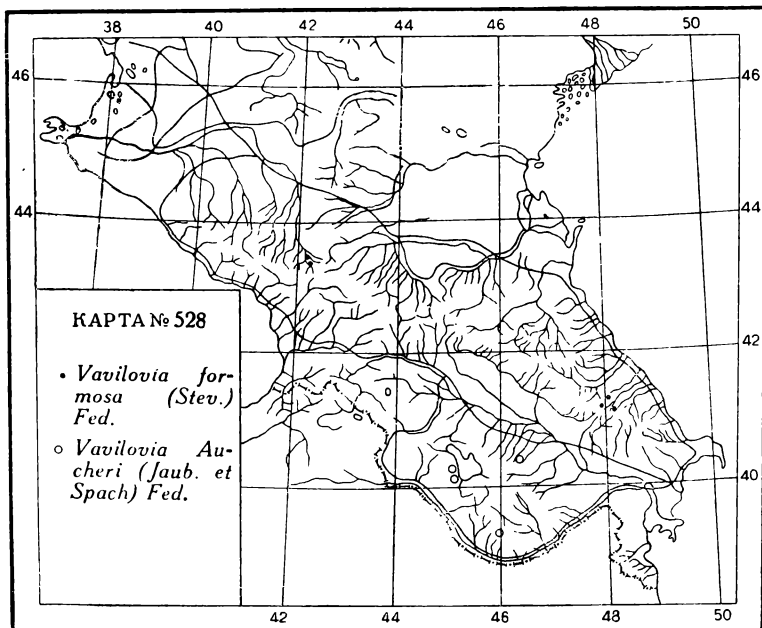 38 40 42 44 46 48 50
46 46
44 44
КАРТА № 528
42
• Vavilovia for-
mosa (Stev.)
Fed.
○ Vavilovia Au-
cheri (Jaub. et
Spach) Fed.
40
42 44 46 48 50